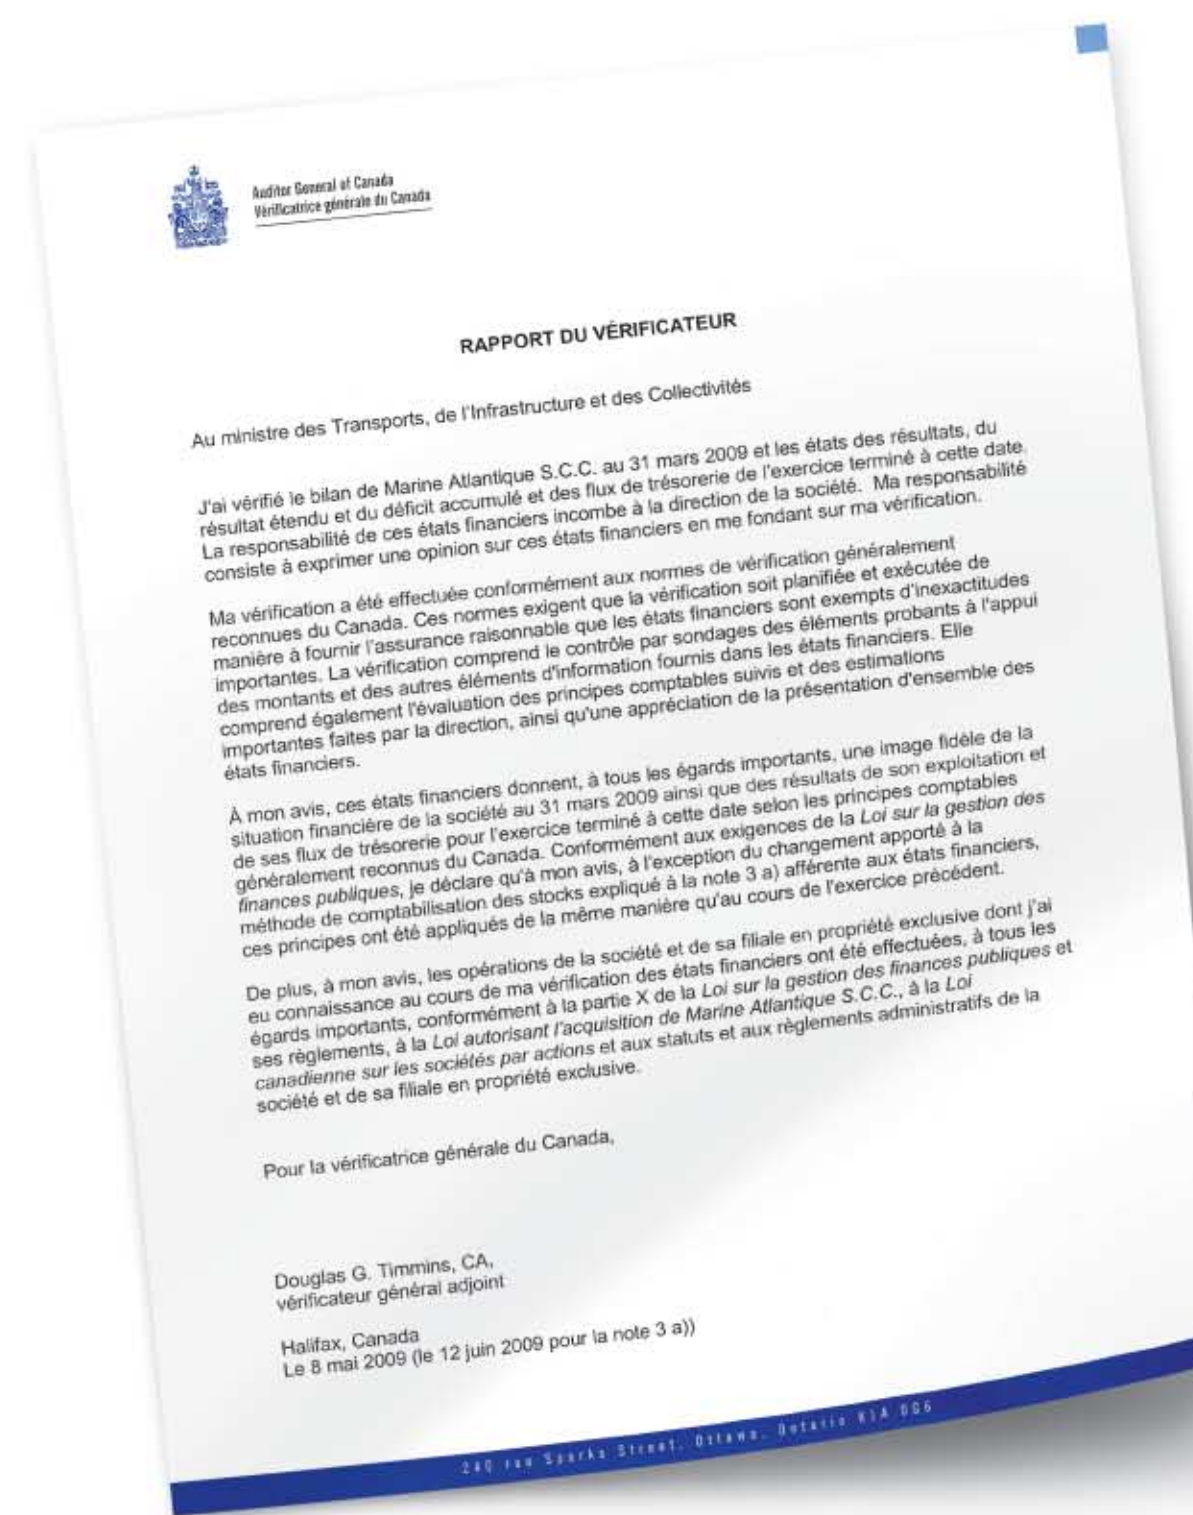 Auditor General of Canada
Vérificatrice générale du Canada
RAPPORT DU VÉRIFICATEUR
Au ministre des Transports, de l'Infrastructure et des Collectivités
J'ai vérifié le bilan de Marine Atlantique S.C.C. au 31 mars 2009 et les états des résultats, du
résultat étendu et du déficit accumulé et des flux de trésorerie de l'exercice terminé à cette date.
La responsabilité de ces états financiers incombe à la direction de la société. Ma responsabilité
consiste à exprimer une opinion sur ces états financiers en me fondant sur ma vérification.
Ma vérification a été effectuée conformément aux normes de vérification généralement
reconnues du Canada. Ces normes exigent que la vérification soit planifiée et exécutée de
manière à fournir l'assurance raisonnable que les états financiers sont exempts d'inexactitudes
importantes. La vérification comprend le contrôle par sondages des éléments probants à l'appui
des montants et des autres éléments d'information fournis dans les états financiers. Elle
comprend également l'évaluation des principes comptables suivis et des estimations
importantes faites par la direction, ainsi qu'une appréciation de la présentation d'ensemble des
états financiers.
À mon avis, ces états financiers donnent, à tous les égards importants, une image fidèle de la
situation financière de la société au 31 mars 2009 ainsi que des résultats de son exploitation et
de ses flux de trésorerie pour l'exercice terminé à cette date selon les principes comptables
généralement reconnus du Canada. Conformément aux exigences de la Loi sur la gestion des
finances publiques, je déclare qu'à mon avis, à l'exception du changement apporté à la
méthode de comptabilisation des stocks expliqué à la note 3 a) afférente aux états financiers,
ces principes ont été appliqués de la même manière qu'au cours de l'exercice précédent.
De plus, à mon avis, les opérations de la société et de sa filiale en propriété exclusive dont j'ai
eu connaissance au cours de ma vérification des états financiers ont été effectuées, à tous les
égards importants, conformément à la partie X de la Loi sur la gestion des finances publiques et
ses règlements, à la Loi autorisant l'acquisition de Marine Atlantique S.C.C., à la Loi
canadienne sur les sociétés par actions et aux statuts et aux règlements administratifs de la
société et de sa filiale en propriété exclusive.
Pour la vérificatrice générale du Canada,
Douglas G. Timmins, CA,
vérificateur général adjoint
Halifax, Canada
Le 8 mai 2009 (le 12 juin 2009 pour la note 3 a))
240 rue Sparks Street, Ottawa, Ontario K1A 0G6